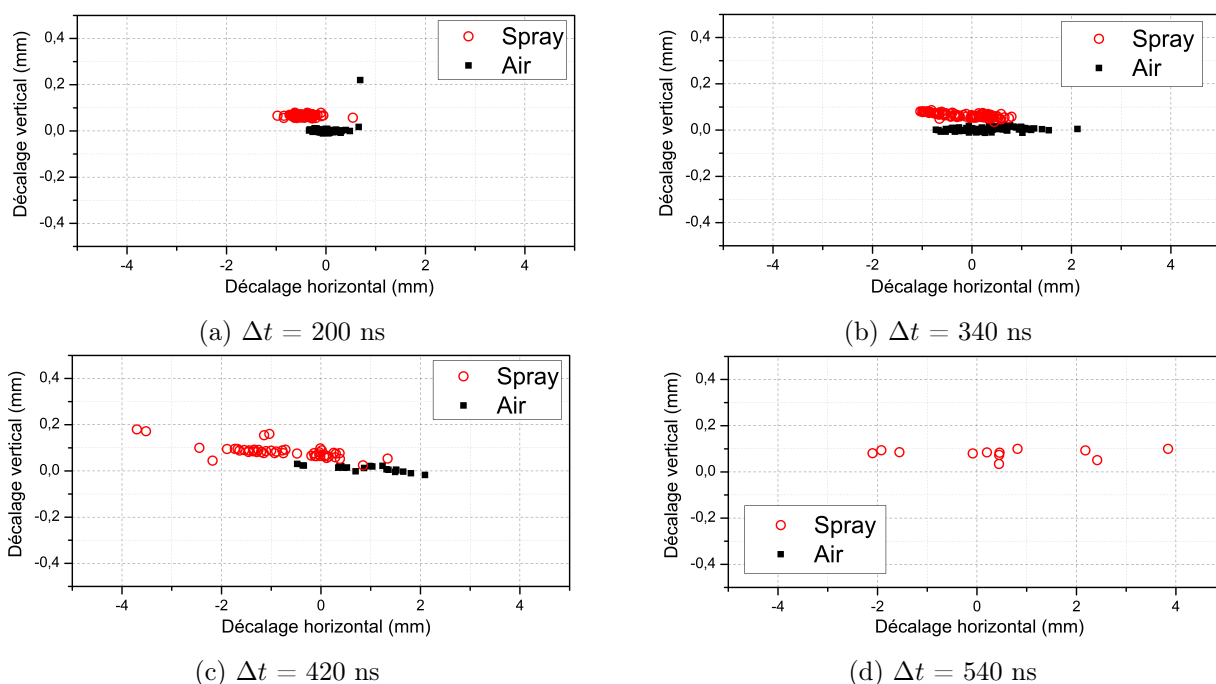 Décalage vertical (mm)
0,4
0,2
0,0
-0,2
-0,4
Spray
Air
-4 -2 0 2 4
Décalage horizontal (mm)
(a) Δt = 200 ns
Décalage vertical (mm)
0,4
0,2
0,0
-0,2
-0,4
Spray
Air
-4 -2 0 2 4
Décalage horizontal (mm)
(b) Δt = 340 ns
Décalage vertical (mm)
0,4
0,2
0,0
-0,2
-0,4
Spray
Air
-4 -2 0 2 4
Décalage horizontal (mm)
(c) Δt = 420 ns
Décalage vertical (mm)
0,4
0,2
0,0
-0,2
-0,4
Spray
Air
-4 -2 0 2 4
Décalage horizontal (mm)
(d) Δt = 540 ns